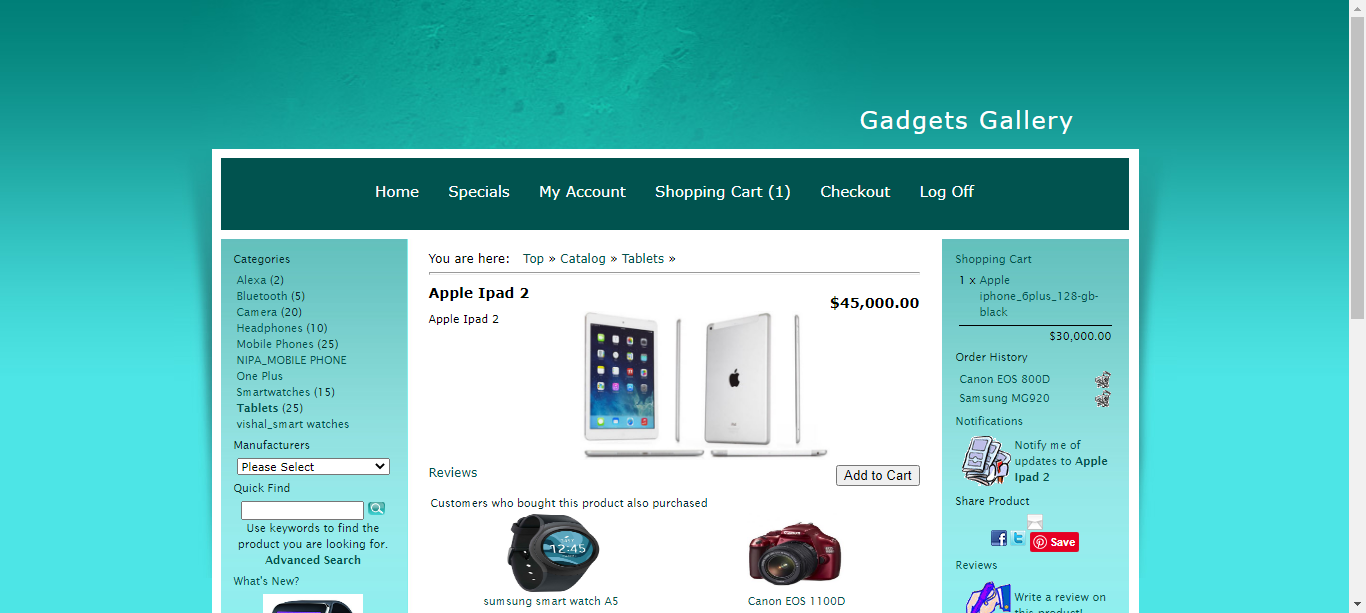 Gadgets Gallery
Home Specials My Account Shopping Cart (1) Checkout Log Off
Categories
Alexa (2)
Bluetooth (5)
Camera (20)
Headphones (10)
Mobile Phones (25)
NIPA_MOBILE PHONE
One Plus
Smartwatches (15)
Tablets (25)
vishal_smart watches
Manufacturers
Please Select
Quick Find
Use keywords to find the
product you are looking for.
Advanced Search
What's New?
You are here: Top » Catalog » Tablets »
Apple Ipad 2
$45,000.00
Apple Ipad 2
Reviews
Add to Cart
Customers who bought this product also purchased
12:45
sumsung smart watch A5
Canon EOS 1100D
Shopping Cart
1 x Apple
iphone_6plus_128-gb-
black
$30,000.00
Order History
Canon EOS 800D
Samsung MG920
Notifications
Notify me of
updates to Apple
Ipad 2
Share Product
Save
Reviews
Write a review on
this product!